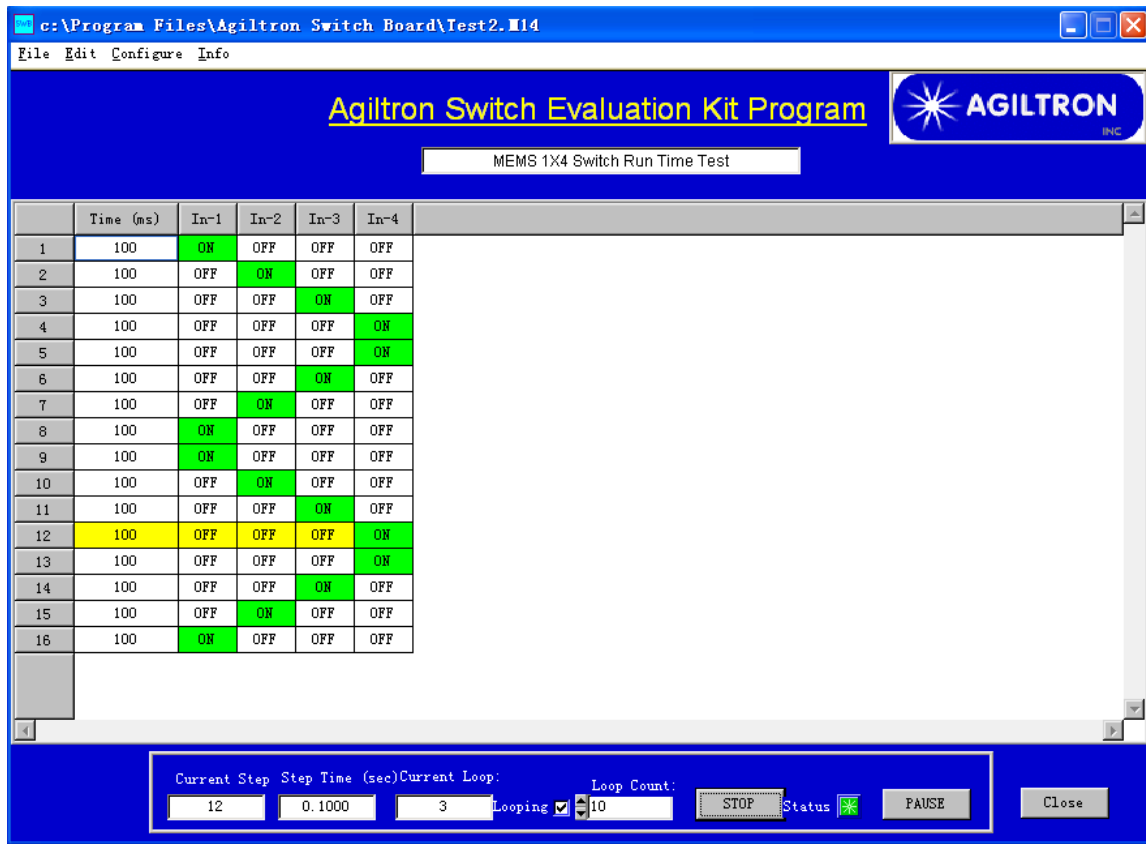 SWB c:\Program Files\Agiltron Switch Board\Test2.M14
File Edit Configure Info
Agiltron Switch Evaluation Kit Program
AGILTRON
INC
MEMS 1X4 Switch Run Time Test
Time (ms) In-1 In-2 In-3 In-4
1 100 ON OFF OFF OFF
2 100 OFF ON OFF OFF
3 100 OFF OFF ON OFF
4 100 OFF OFF OFF ON
5 100 OFF OFF OFF ON
6 100 OFF OFF ON OFF
7 100 OFF ON OFF OFF
8 100 ON OFF OFF OFF
9 100 ON OFF OFF OFF
10 100 OFF ON OFF OFF
11 100 OFF OFF ON OFF
12 100 OFF OFF OFF ON
13 100 OFF OFF OFF ON
14 100 OFF OFF ON OFF
15 100 OFF ON OFF OFF
16 100 ON OFF OFF OFF
Current Step Step Time (sec) Current Loop: Loop Count:
12 0.1000 3 Looping 10 STOP Status PAUSE Close